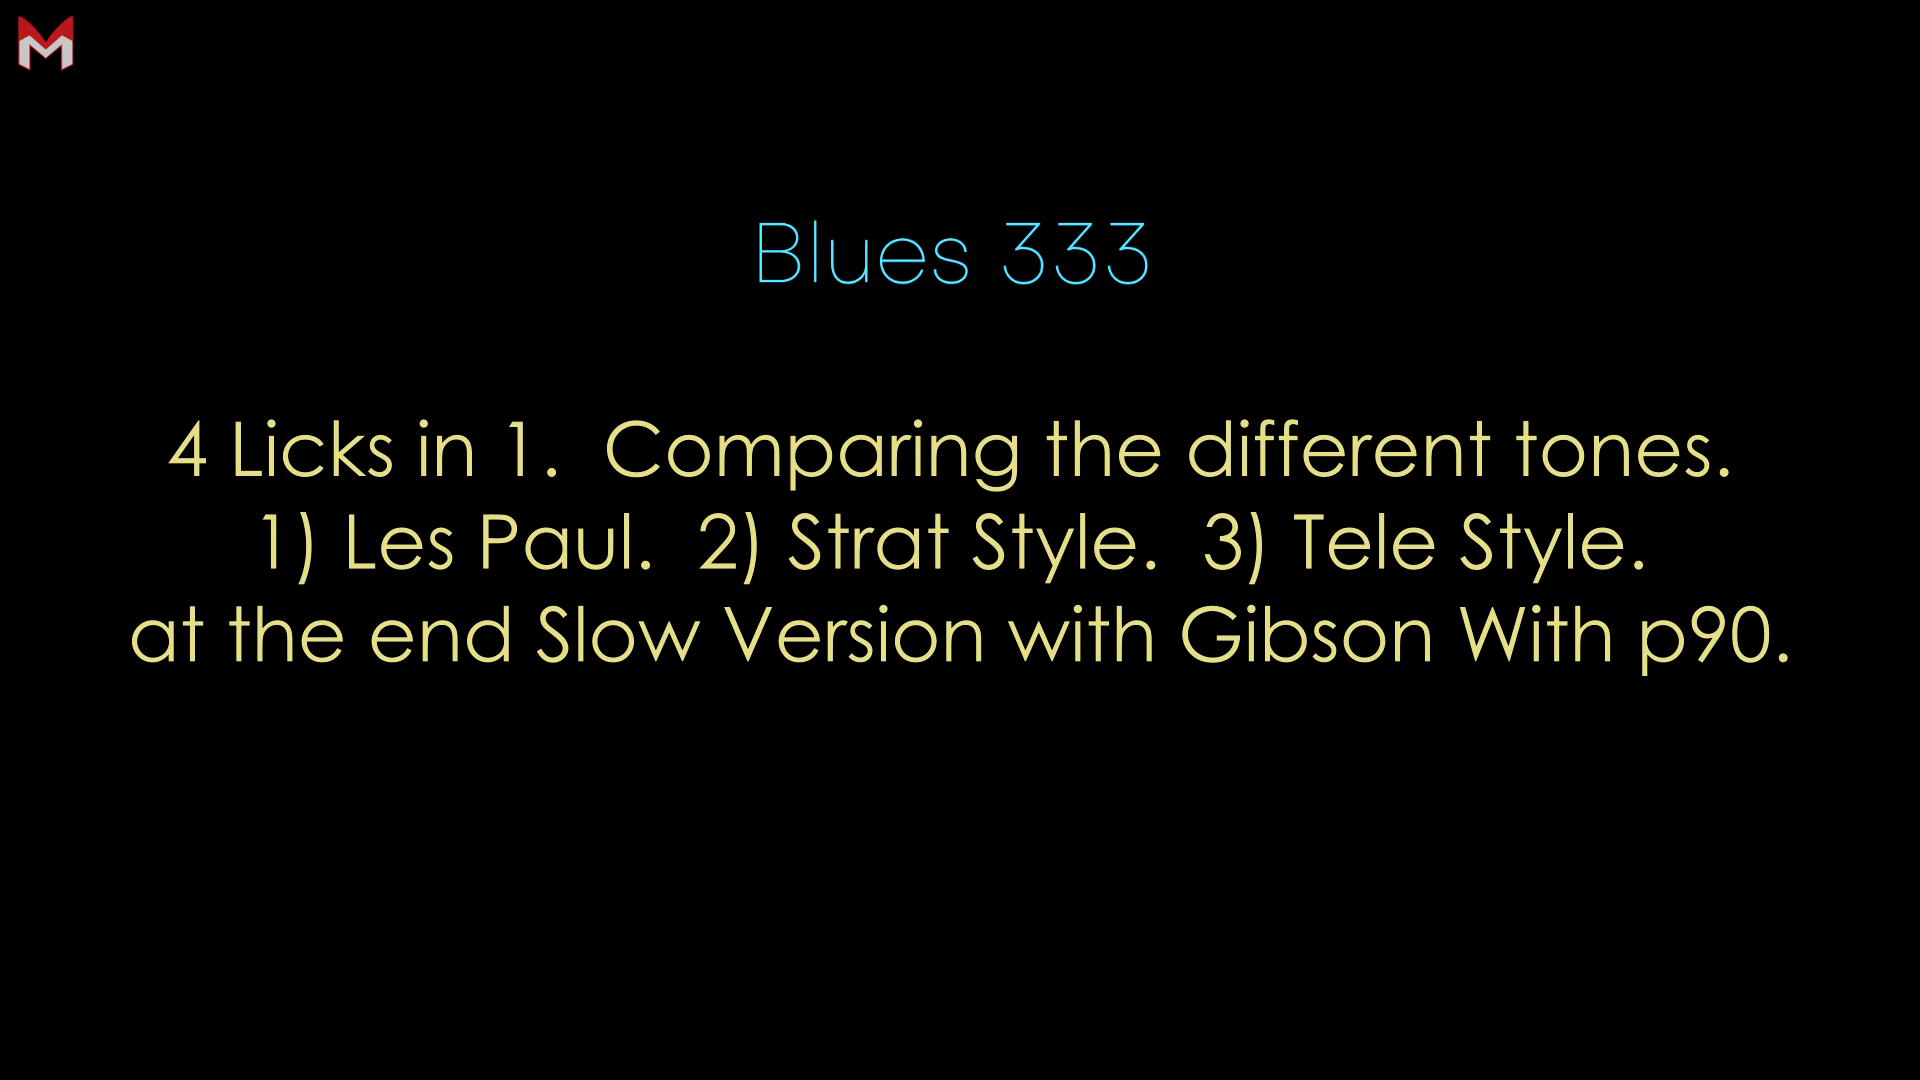 M
Blues 333
4 Licks in 1.  Comparing the different tones.
1) Les Paul.  2) Strat Style.  3) Tele Style.
at the end Slow Version with Gibson With p90.